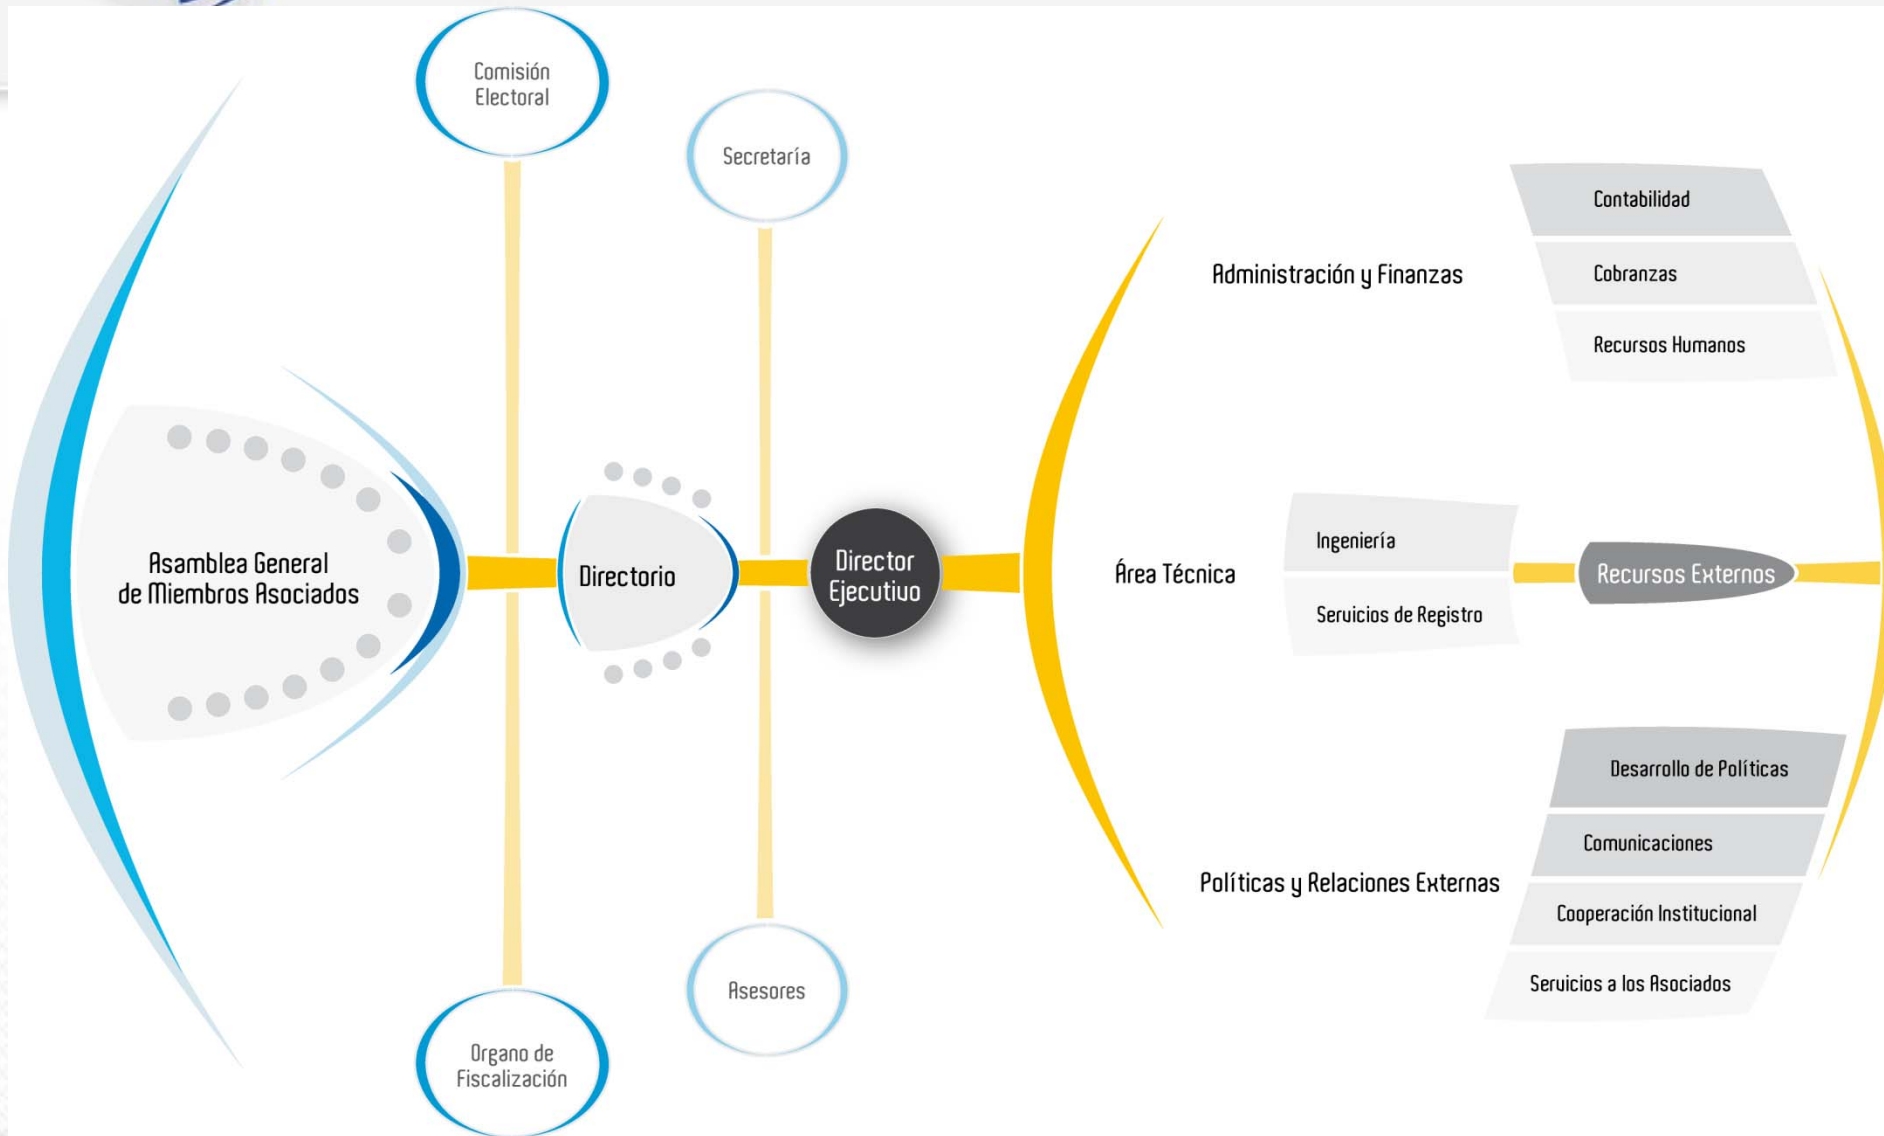 Comisión
Electoral
Secretaría
Asamblea General
de Miembros Asociados
Directorio
Director
Ejecutivo
Organo de
Fiscalización
Asesores
Administración y Finanzas
Contabilidad
Cobranzas
Recursos Humanos
Área Técnica
Ingeniería
Servicios de Registro
Recursos Externos
Políticas y Relaciones Externas
Desarrollo de Políticas
Comunicaciones
Cooperación Institucional
Servicios a los Asociados